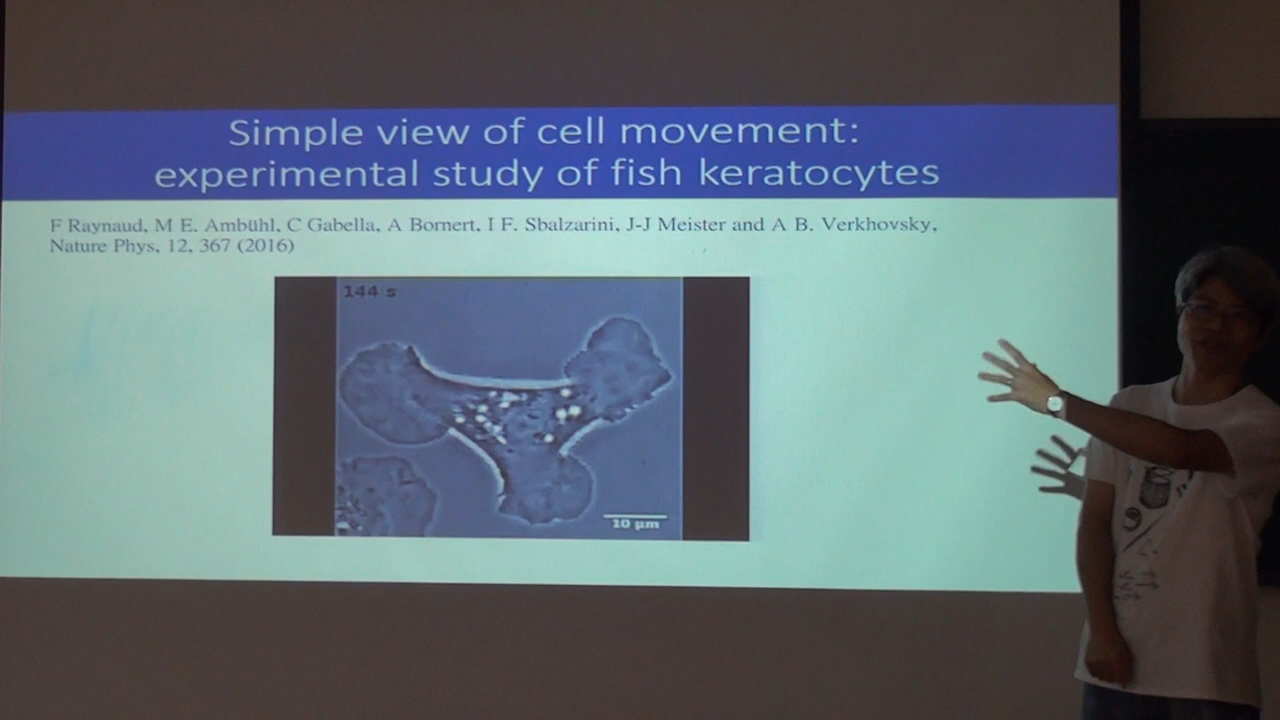 Simple view of cell movement:
experimental study of fish keratocytes
F Raynaud, M E. Ambühl, C Gabella, A Bornert, I F. Sbalzarini, J-J Meister and A B. Verkhovsky,
Nature Phys, 12, 367 (2016)
144 s
10 µm